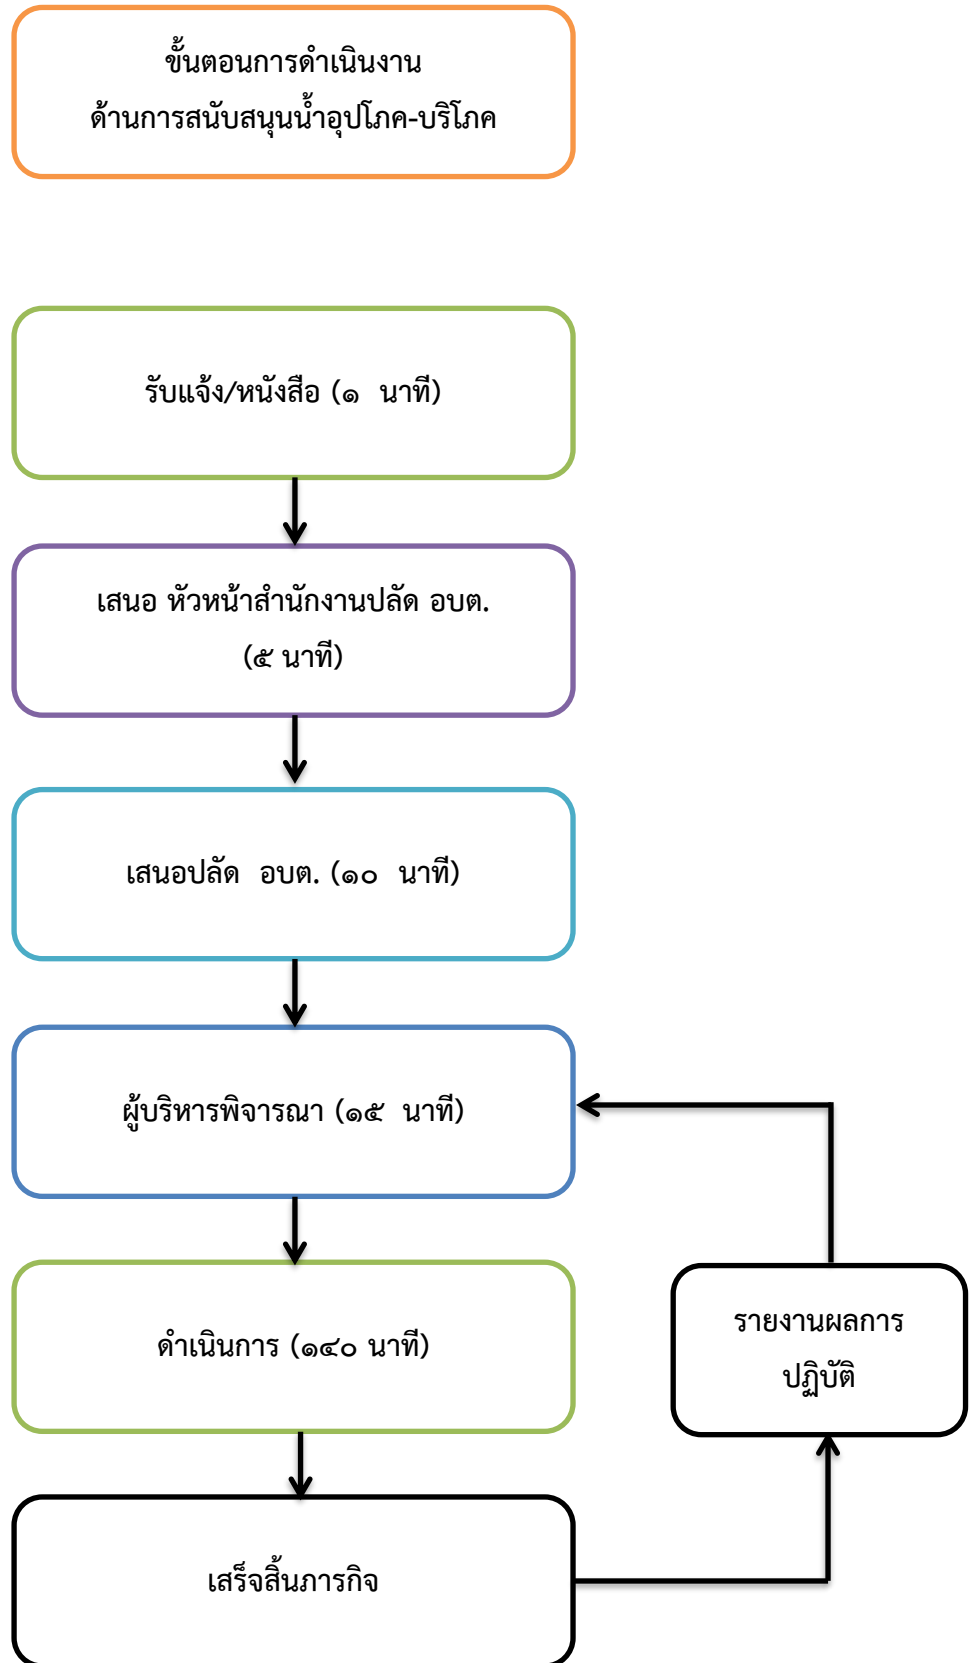 ขั้นตอนการดำเนินงาน
ด้านการสนับสนุนน้ำอุปโภค-บริโภค
รับแจ้ง/หนังสือ (๑ นาที)
เสนอ หัวหน้าสำนักงานปลัด อบต.
(๕ นาที)
เสนอปลัด อบต. (๑๐ นาที)
ผู้บริหารพิจารณา (๑๕ นาที)
ดำเนินการ (๑๔๐ นาที)
รายงานผลการ
ปฏิบัติ
เสร็จสิ้นภารกิจ